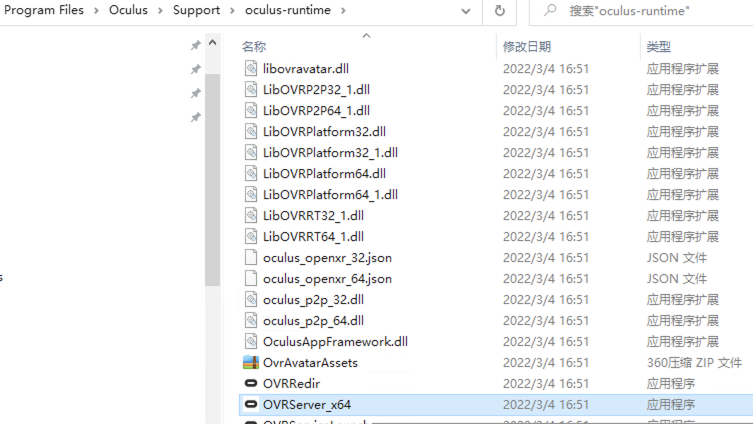 Program Files › Oculus › Support › oculus-runtime ›
搜索"oculus-runtime"
名称 修改日期 类型
libovravatar.dll 2022/3/4 16:51 应用程序扩展
LibOVRP2P32_1.dll 2022/3/4 16:51 应用程序扩展
LibOVRP2P64_1.dll 2022/3/4 16:51 应用程序扩展
LibOVRPlatform32.dll 2022/3/4 16:51 应用程序扩展
LibOVRPlatform32_1.dll 2022/3/4 16:51 应用程序扩展
LibOVRPlatform64.dll 2022/3/4 16:51 应用程序扩展
LibOVRPlatform64_1.dll 2022/3/4 16:51 应用程序扩展
LibOVRRT32_1.dll 2022/3/4 16:51 应用程序扩展
LibOVRRT64_1.dll 2022/3/4 16:51 应用程序扩展
oculus_openxr_32.json 2022/3/4 16:51 JSON 文件
oculus_openxr_64.json 2022/3/4 16:51 JSON 文件
oculus_p2p_32.dll 2022/3/4 16:51 应用程序扩展
oculus_p2p_64.dll 2022/3/4 16:51 应用程序扩展
OculusAppFramework.dll 2022/3/4 16:51 应用程序扩展
OvrAvatarAssets 2022/3/4 16:51 360压缩 ZIP 文件
OVRRedir 2022/3/4 16:51 应用程序
OVRServer_x64 2022/3/4 16:51 应用程序